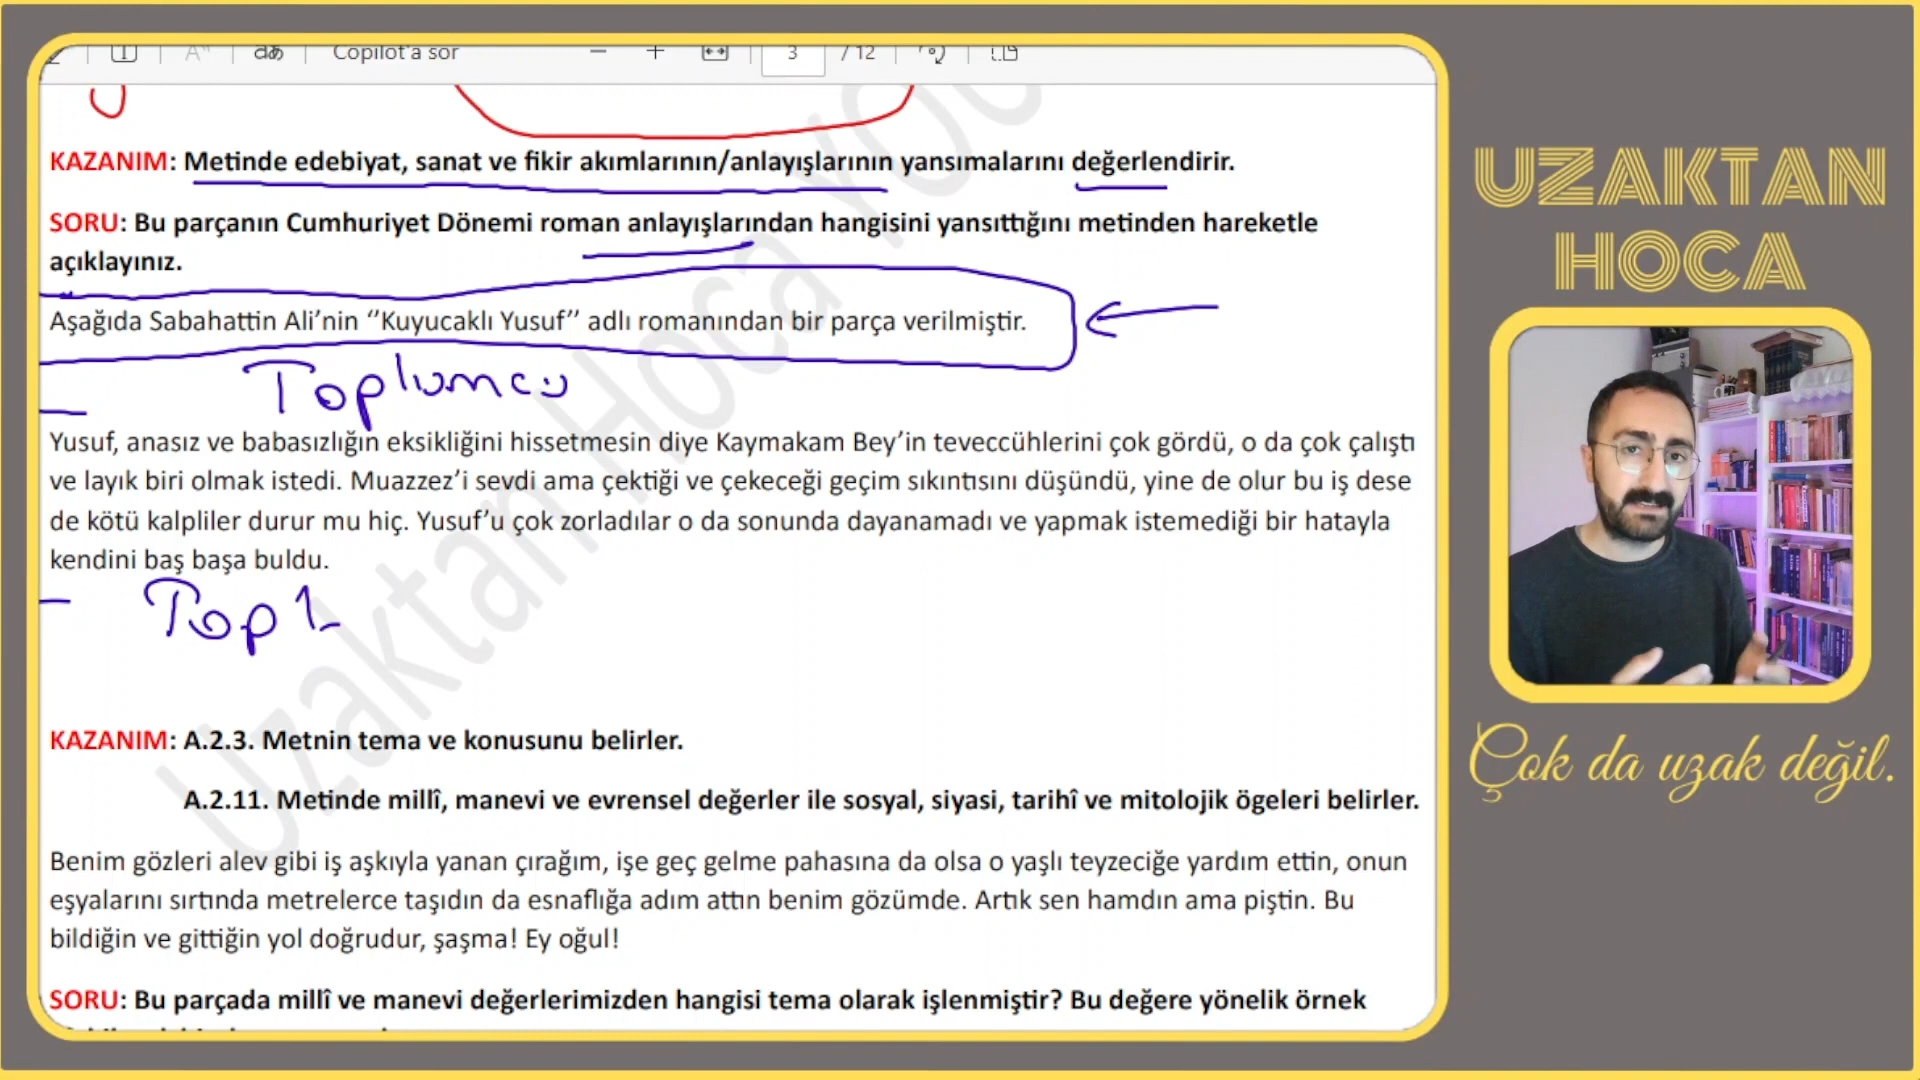 Copilot'a sor
3 / 12
KAZANIM: Metinde edebiyat, sanat ve fikir akımlarının/anlayışlarının yansımalarını değerlendirir.
SORU: Bu parçanın Cumhuriyet Dönemi roman anlayışlarından hangisini yansıttığını metinden hareketle
açıklayınız.
Aşağıda Sabahattin Ali’nin ‘’Kuyucaklı Yusuf’’ adlı romanından bir parça verilmiştir.
Toplumcu
Yusuf, anasız ve babasızlığın eksikliğini hissetmesin diye Kaymakam Bey’in teveccühlerini çok gördü, o da çok çalıştı
ve layık biri olmak istedi. Muazzez’i sevdi ama çektiği ve çekeceği geçim sıkıntısını düşündü, yine de olur bu iş dese
de kötü kalpliler durur mu hiç. Yusuf’u çok zorladılar o da sonunda dayanamadı ve yapmak istemediği bir hatayla
kendini baş başa buldu.
Topl
KAZANIM: A.2.3. Metnin tema ve konusunu belirler.
A.2.11. Metinde millî, manevi ve evrensel değerler ile sosyal, siyasi, tarihî ve mitolojik ögeleri belirler.
Benim gözleri alev gibi iş aşkıyla yanan çırağım, işe geç gelme pahasına da olsa o yaşlı teyzeciğe yardım ettin, onun
eşyalarını sırtında metrelerce taşıdın da esnaflığa adım attın benim gözümde. Artık sen hamdın ama piştin. Bu
bildiğin ve gittiğin yol doğrudur, şaşma! Ey oğul!
SORU: Bu parçada millî ve manevi değerlerimizden hangisi tema olarak işlenmiştir? Bu değere yönelik örnek
Uzaktan Hoca
UZAKTAN
HOCA
Çok da uzak değil.